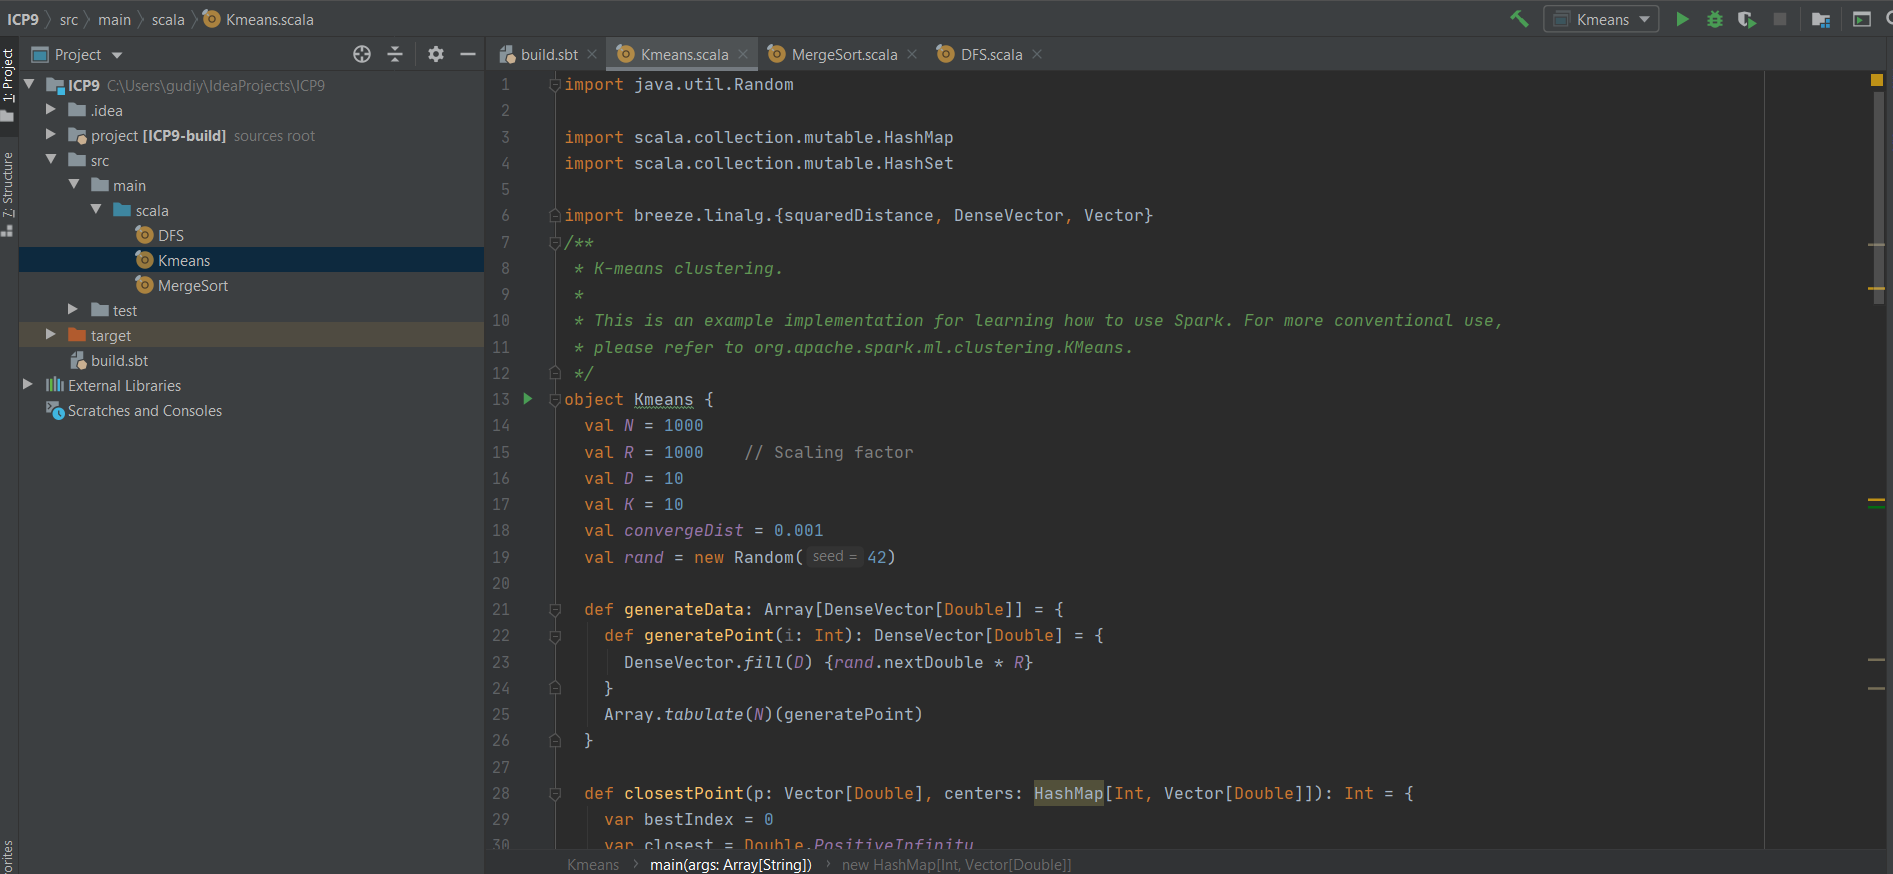 ICP9 src main scala Kmeans.scala
Kmeans
1: Project
7: Structure
Project
ICP9 C:\Users\gudiy\IdeaProjects\ICP9
.idea
project [ICP9-build] sources root
src
main
scala
DFS
Kmeans
MergeSort
test
target
build.sbt
External Libraries
Scratches and Consoles
build.sbt Kmeans.scala MergeSort.scala DFS.scala
1 import java.util.Random
2
3 import scala.collection.mutable.HashMap
4 import scala.collection.mutable.HashSet
5
6 import breeze.linalg.{squaredDistance, DenseVector, Vector}
7 /**
8 * K-means clustering.
9 *
10 * This is an example implementation for learning how to use Spark. For more conventional use,
11 * please refer to org.apache.spark.ml.clustering.KMeans.
12 */
13 object Kmeans {
14 val N = 1000
15 val R = 1000 // Scaling factor
16 val D = 10
17 val K = 10
18 val convergeDist = 0.001
19 val rand = new Random( seed = 42)
20
21 def generateData: Array[DenseVector[Double]] = {
22 def generatePoint(i: Int): DenseVector[Double] = {
23 DenseVector.fill(D) {rand.nextDouble * R}
24 }
25 Array.tabulate(N)(generatePoint)
26 }
27
28 def closestPoint(p: Vector[Double], centers: HashMap[Int, Vector[Double]]): Int = {
29 var bestIndex = 0
30 var closest = Double.PositiveInfinity
Kmeans main(args: Array[String]) new HashMap[Int, Vector[Double]]